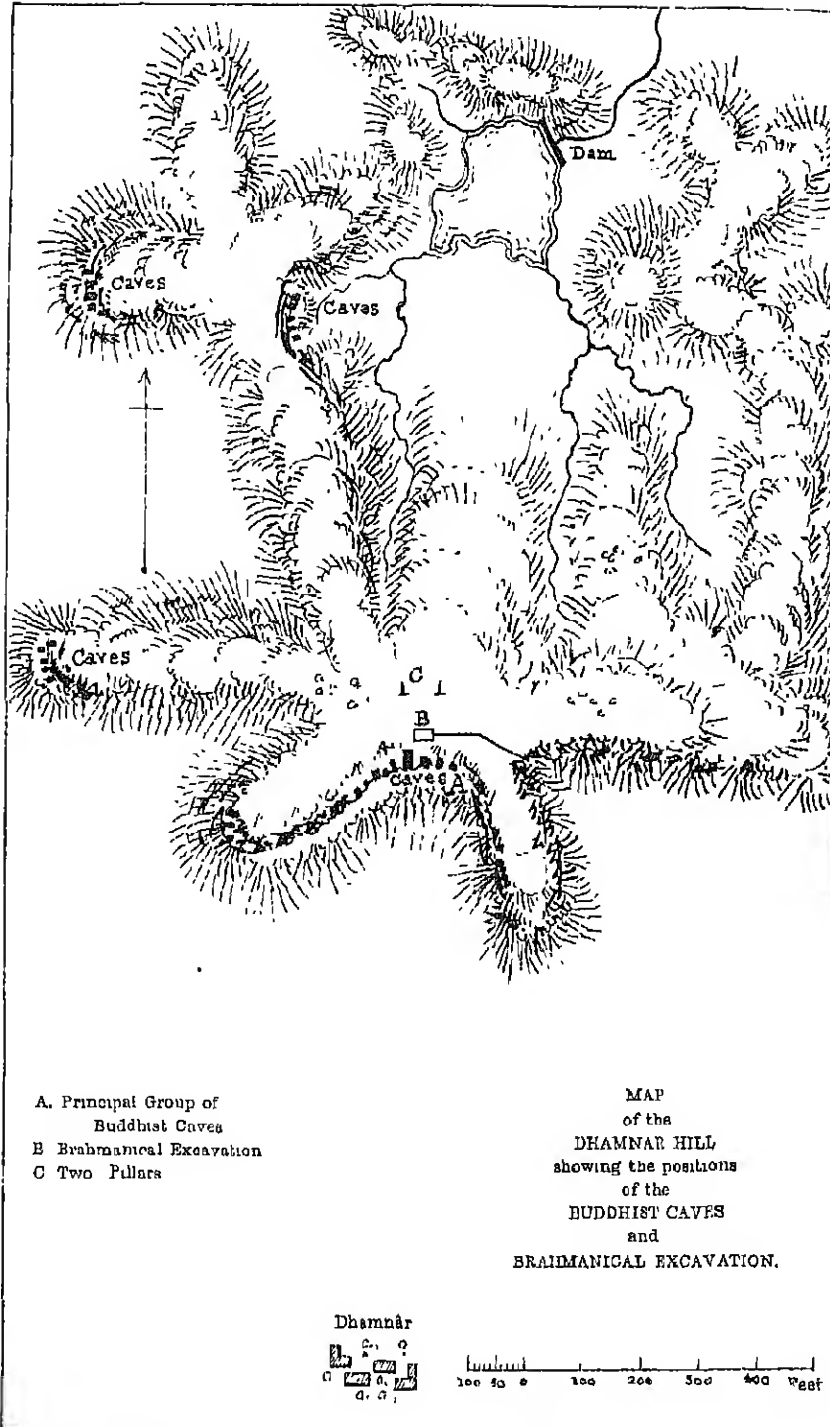 Dam
Caves
Caves
Caves
C
B
Caves A
A. Principal Group of
Buddhist Caves
B Brahmanical Excavation
C Two Pillars
MAP
of the
DHAMNAR HILL
showing the positions
of the
BUDDHIST CAVES
and
BRAHMANICAL EXCAVATION.
Dhamnâr
100 50 0 100 200 300 400 Feet